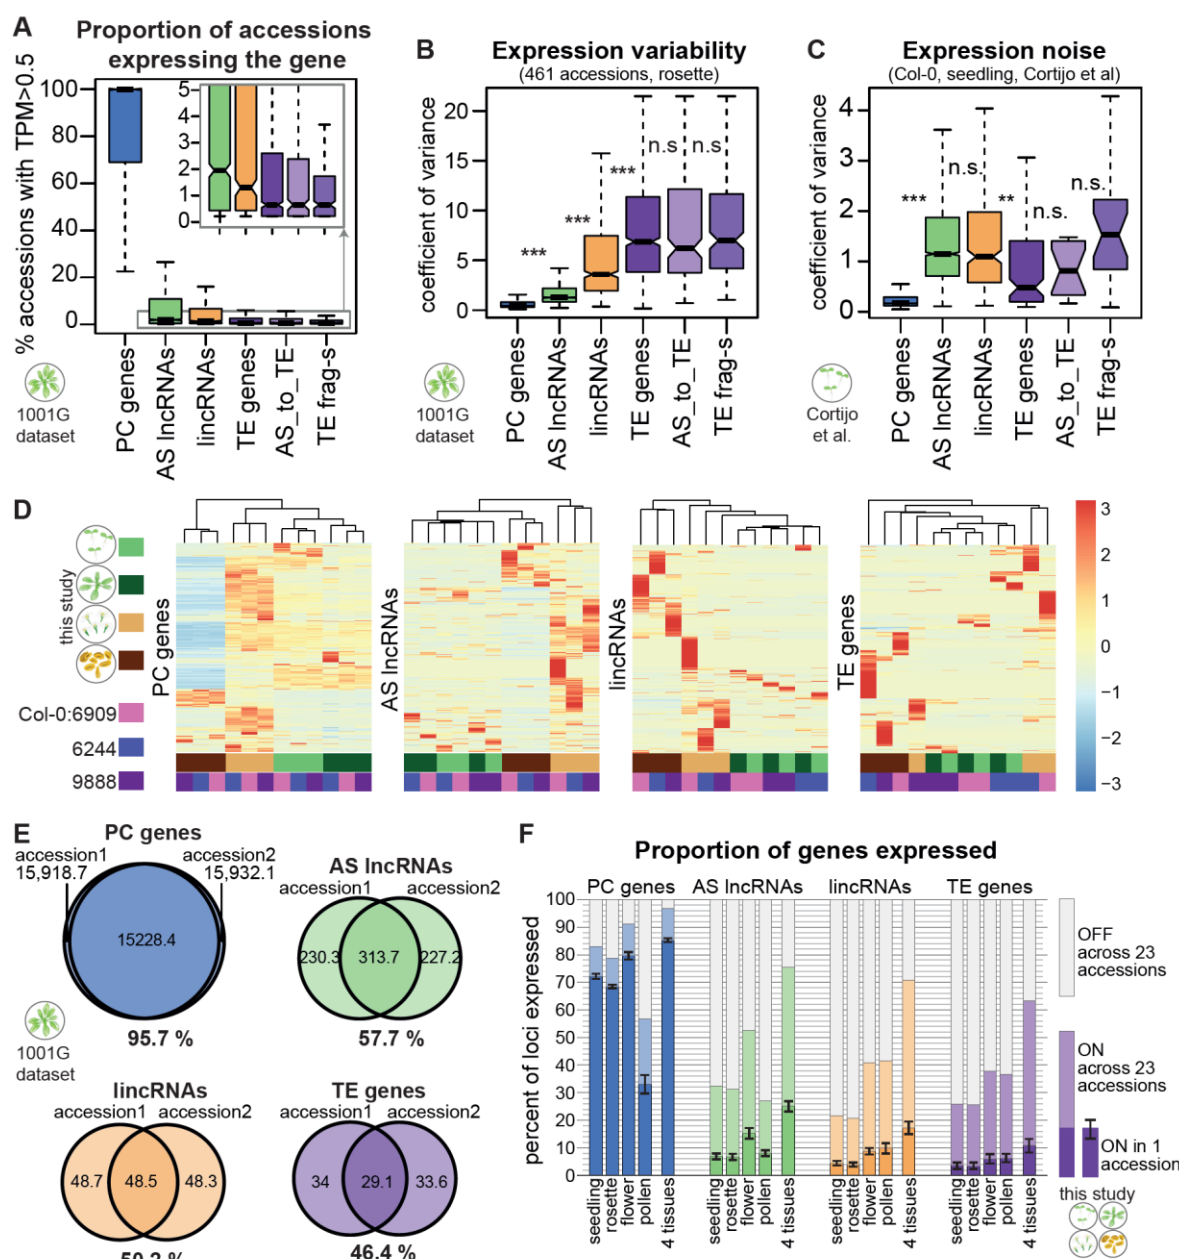 A
Proportion of accessions
expressing the gene
% accessions with TPM>0.5
100
80
60
40
20
0
5
4
3
2
1
0
PC genes
AS lncRNAs
lincRNAs
TE genes
AS_to_TE
TE frag-s
1001G
dataset
B
Expression variability
(461 accessions, rosette)
coefficient of variance
20
15
10
5
0
***
***
***
n.s
n.s
PC genes
AS lncRNAs
lincRNAs
TE genes
AS_to_TE
TE frag-s
1001G
dataset
C
Expression noise
(Col-0, seedling, Cortijo et al)
coefficient of variance
4
3
2
1
0
***
n.s.
**
n.s.
n.s.
PC genes
AS lncRNAs
lincRNAs
TE genes
AS_to_TE
TE frag-s
Cortijo
et al.
D
this study
Col-0:6909
6244
9888
PC genes
AS lncRNAs
lincRNAs
TE genes
3
2
1
0
−1
−2
−3
E
PC genes
accession1
15,918.7
accession2
15,932.1
15228.4
95.7 %
1001G
dataset
AS lncRNAs
accession1 accession2
230.3 313.7 227.2
57.7 %
lincRNAs
accession1 accession2
48.7 48.5 48.3
50.2 %
TE genes
accession1 accession2
34 29.1 33.6
46.4 %
F
Proportion of genes expressed
PC genes AS lncRNAs lincRNAs TE genes
percent of loci expressed
100
90
80
70
60
50
40
30
20
10
0
seedling
rosette
flower
pollen
4 tissues
seedling
rosette
flower
pollen
4 tissues
seedling
rosette
flower
pollen
4 tissues
seedling
rosette
flower
pollen
4 tissues
OFF
across 23
accessions
ON
across 23
accessions
ON in 1
accession
this study